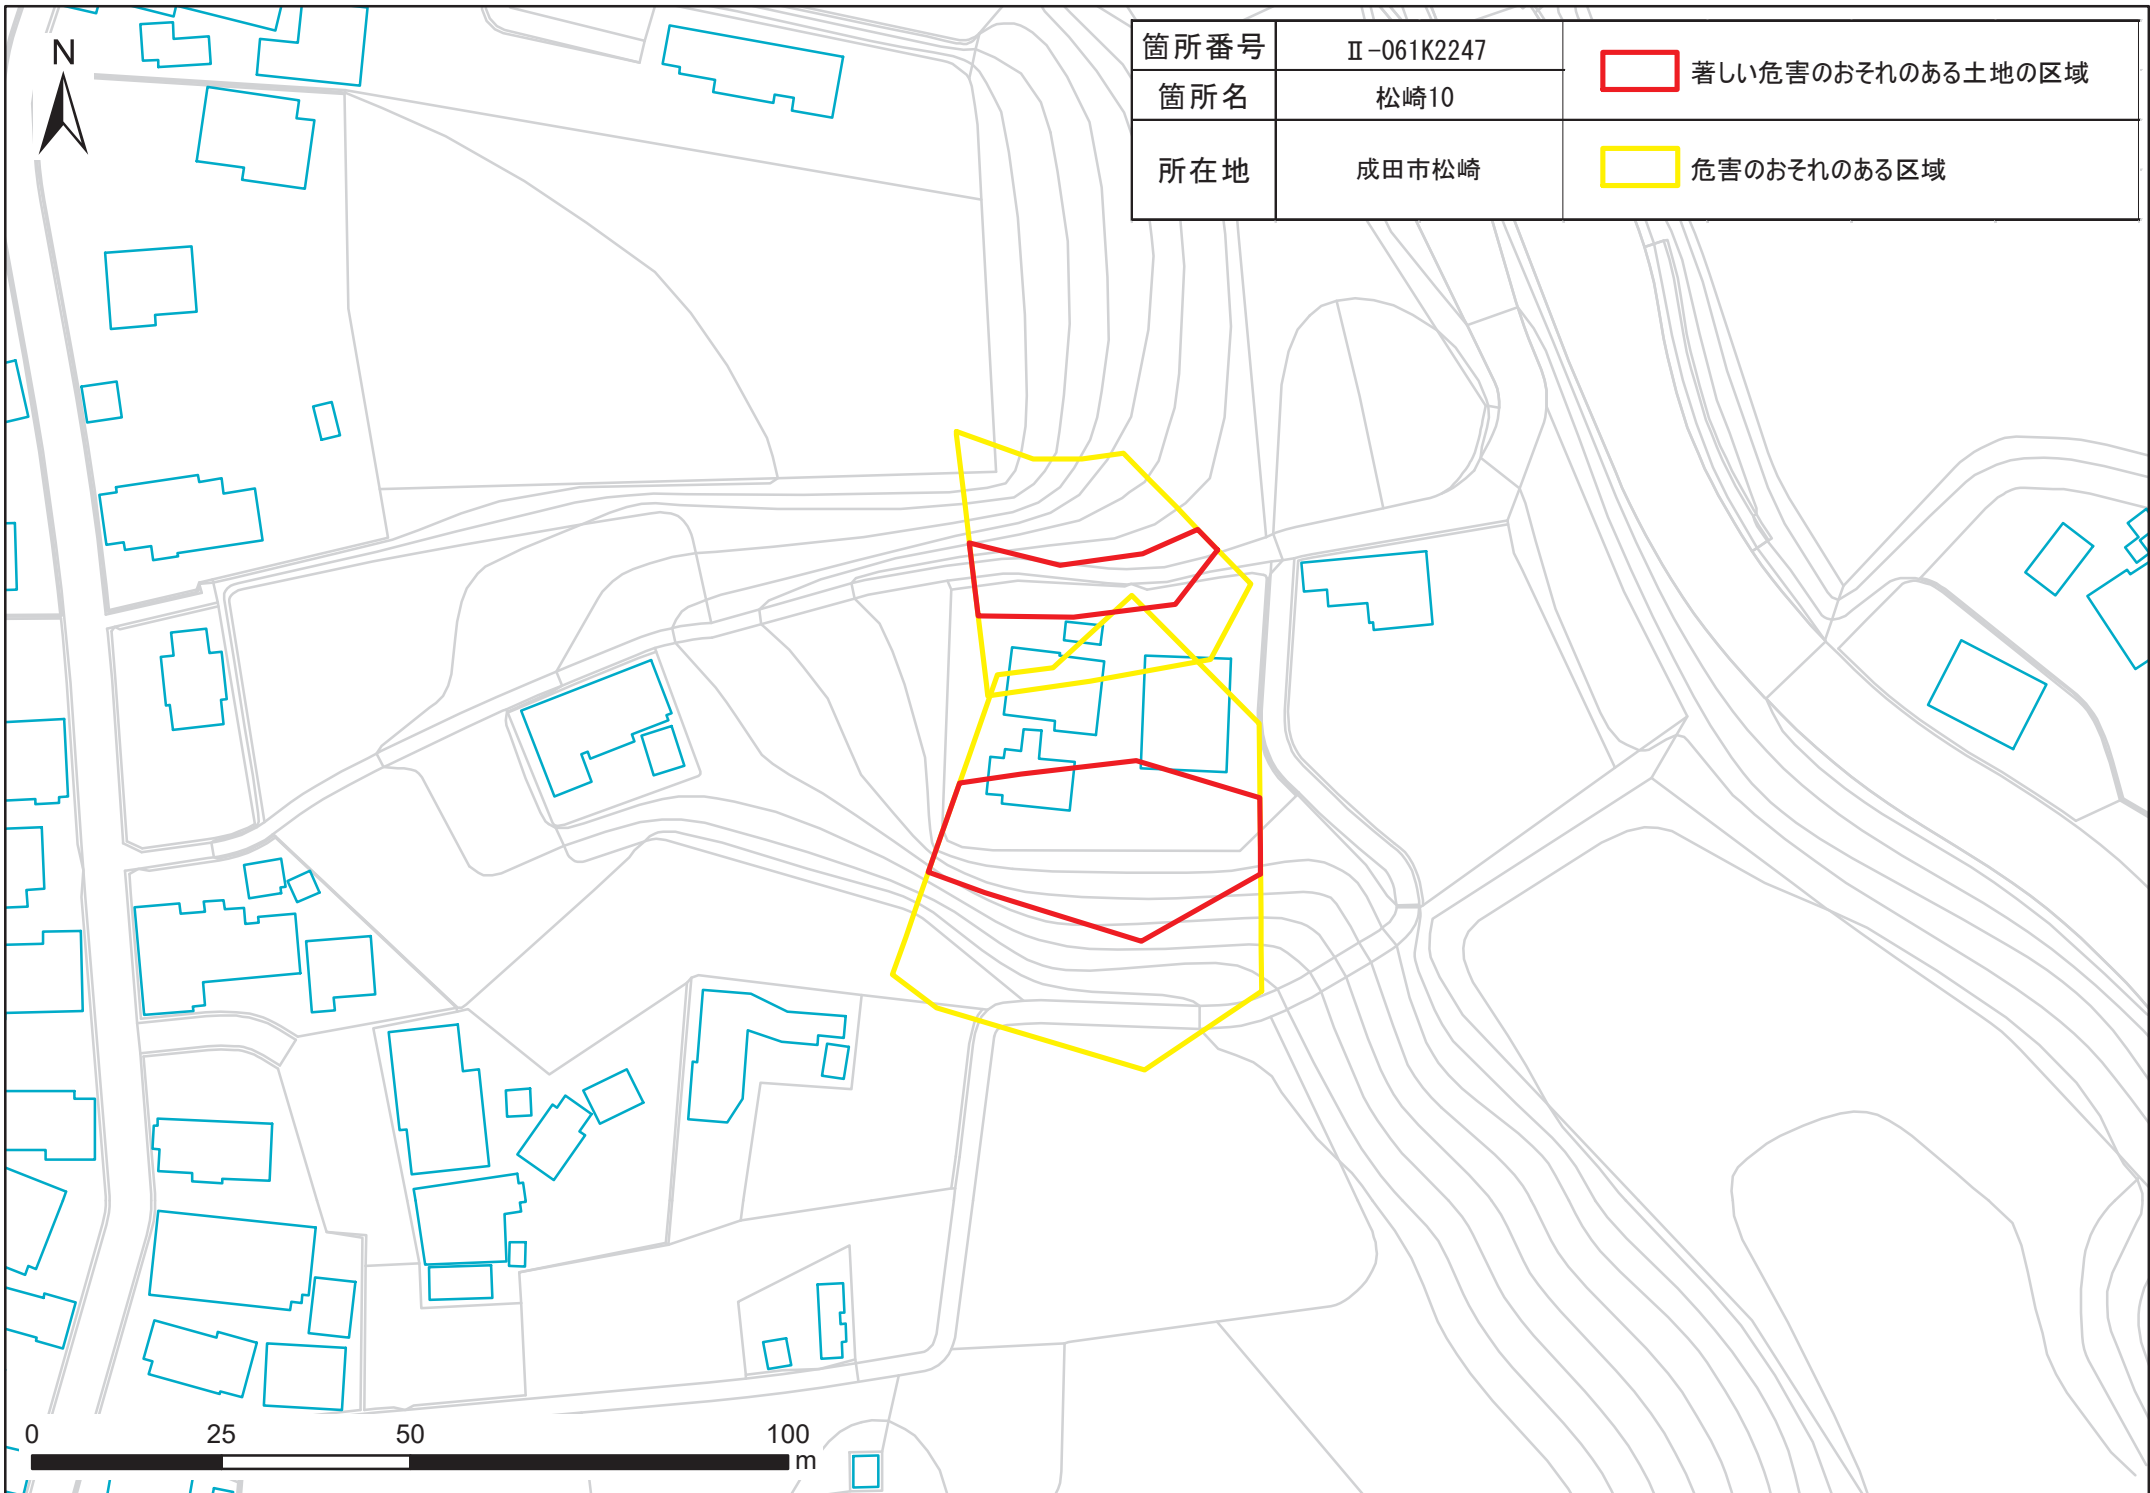 N
箇所番号 Ⅱ-061K2247
著しい危害のおそれのある土地の区域
箇所名 松崎10
所在地 成田市松崎
危害のおそれのある区域
0 25 50 100
m